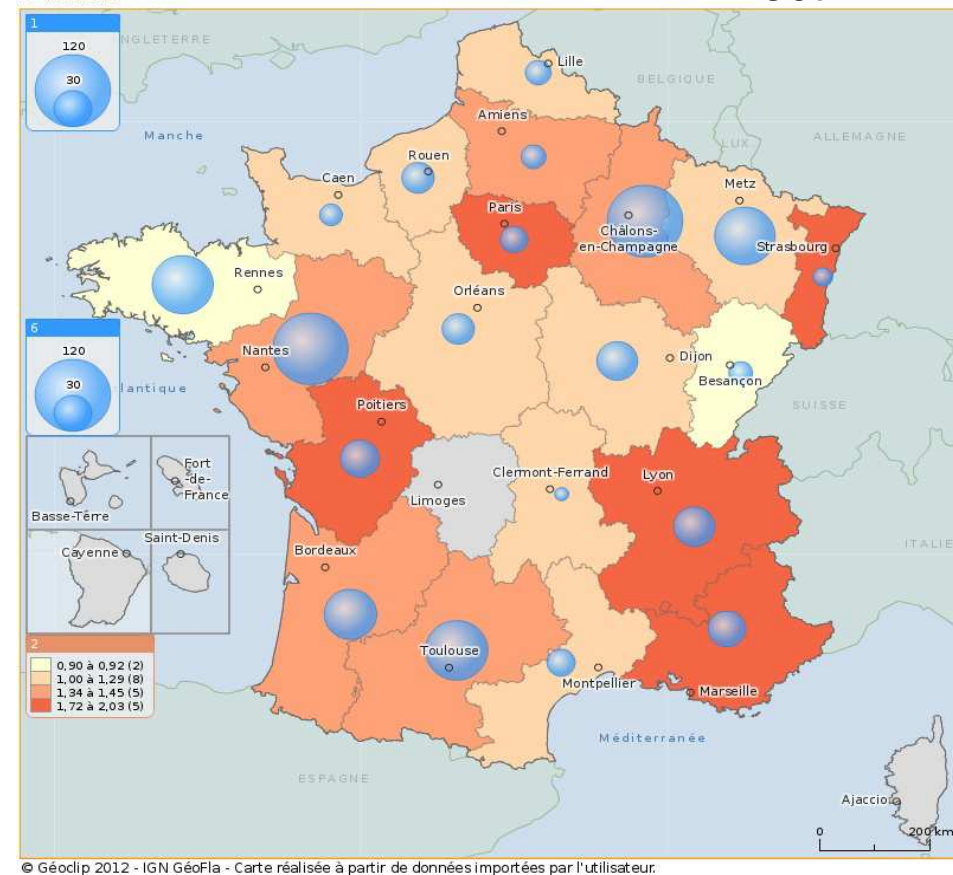 1
120
30
NGLETERRE
Lille
BELGIQUE
Manche
Amiens
LUX.
ALLEMAGNE
Rouen
Caen
Metz
Paris
Châlons-
en-Champagne
Strasbourg
Rennes
Orléans
6
120
30
Nantes
Dijon
Besançon
lantique
SUISSE
Poitiers
Fort
-de-
France
Basse-Terre
Clermont-Ferrand
Lyon
Limoges
Saint-Denis
Cayenne
Bordeaux
ITALIE
2
0,90 à 0,92 (2)
1,00 à 1,29 (8)
1,34 à 1,45 (5)
1,72 à 2,03 (5)
Toulouse
Montpellier
Marseille
Méditerranée
ESPAGNE
Ajaccio
0 200 km
© Géoclip 2012 - IGN GéoFla - Carte réalisée à partir de données importées par l'utilisateur.